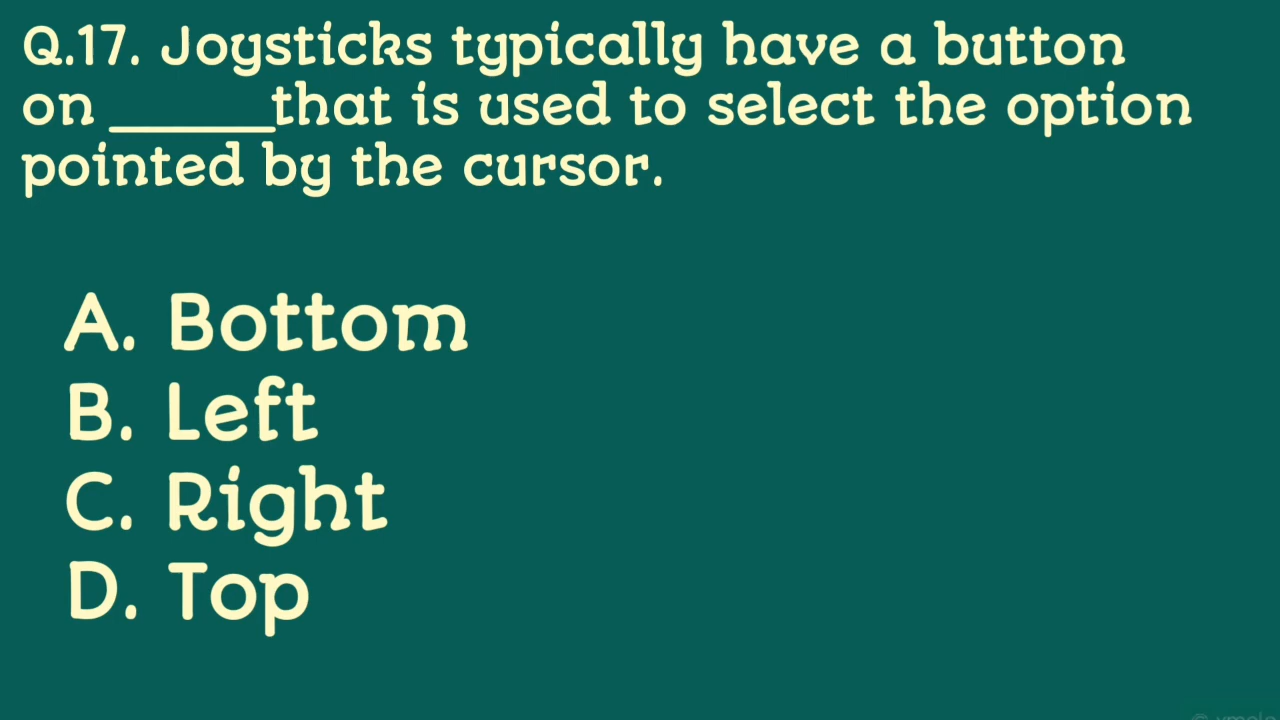 Q.17. Joysticks typically have a button
on ______that is used to select the option
pointed by the cursor.
A. Bottom
B. Left
C. Right
D. Top